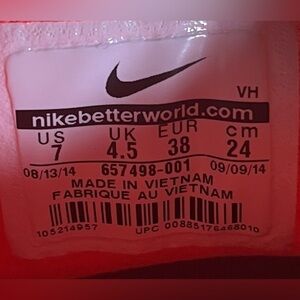 VH
nikebetterworld.com
US UK EUR cm
7 4.5 38 24
08/13/14 657498-001 09/09/14
MADE IN VIETNAM
FABRIQUE AU VIETNAM
105214957 UPC 00885176468010